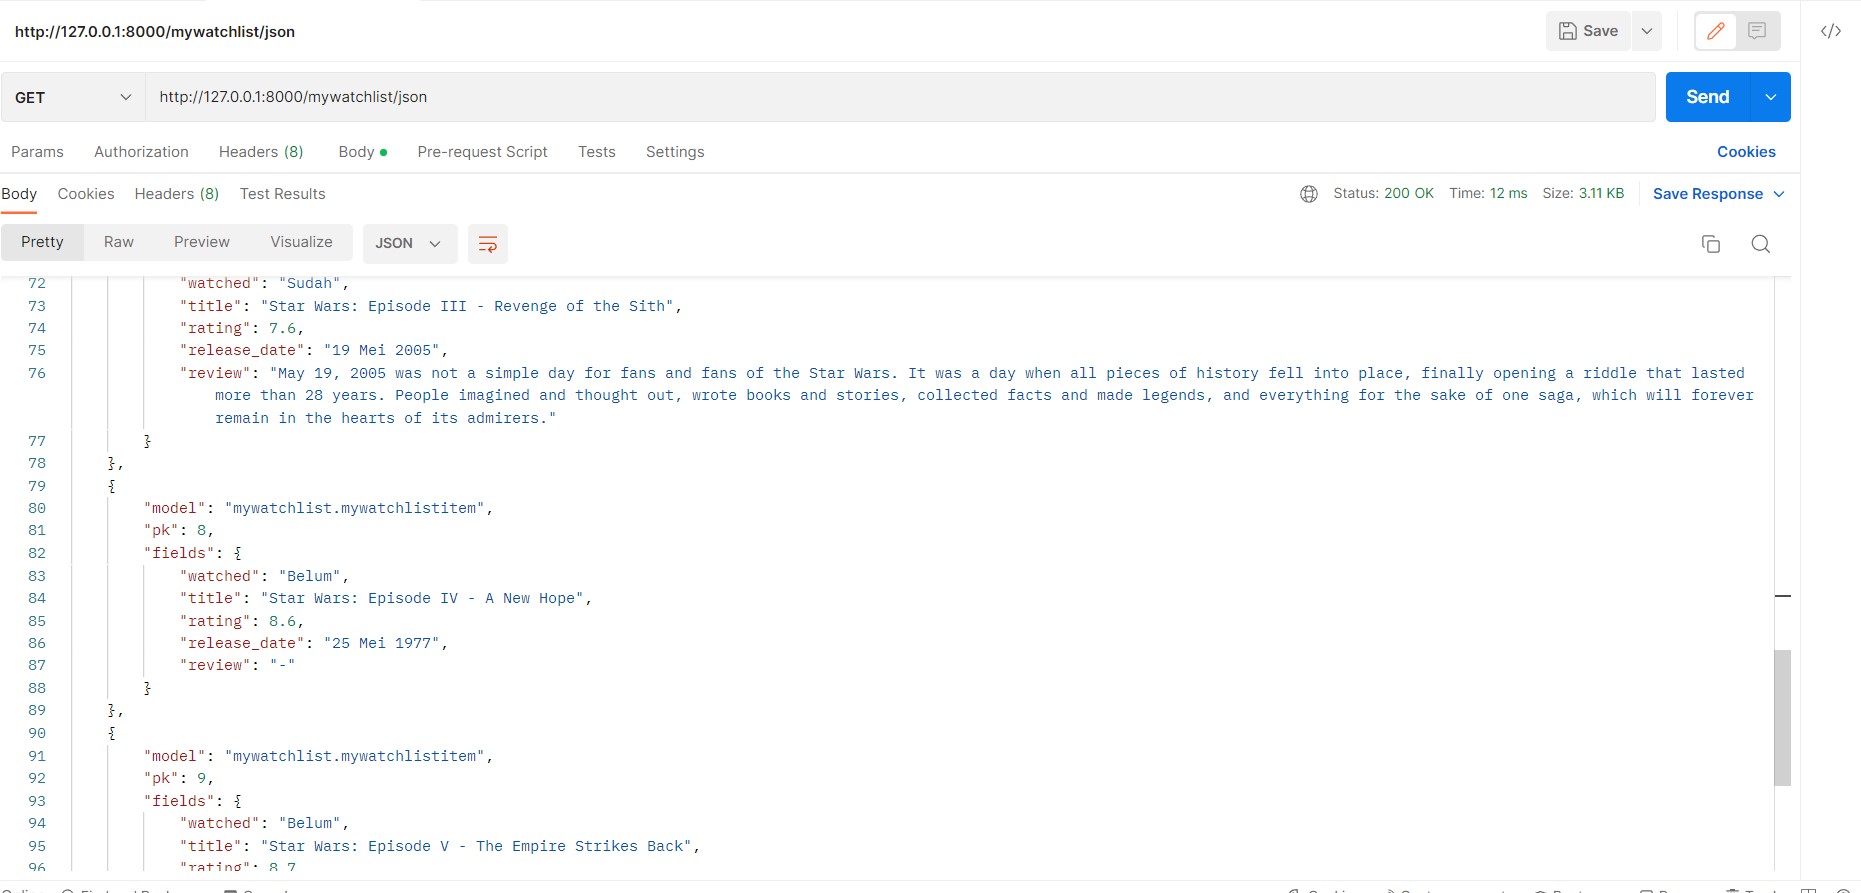 http://127.0.0.1:8000/mywatchlist/json
Save
GET http://127.0.0.1:8000/mywatchlist/json Send
Params Authorization Headers (8) Body Pre-request Script Tests Settings Cookies
Body Cookies Headers (8) Test Results Status: 200 OK Time: 12 ms Size: 3.11 KB Save Response
Pretty Raw Preview Visualize JSON
72 "watched": "Sudah",
73 "title": "Star Wars: Episode III - Revenge of the Sith",
74 "rating": 7.6,
75 "release_date": "19 Mei 2005",
76 "review": "May 19, 2005 was not a simple day for fans and fans of the Star Wars. It was a day when all pieces of history fell into place, finally opening a riddle that lasted
more than 28 years. People imagined and thought out, wrote books and stories, collected facts and made legends, and everything for the sake of one saga, which will forever
remain in the hearts of its admirers."
77 }
78 },
79 {
80 "model": "mywatchlist.mywatchlistitem",
81 "pk": 8,
82 "fields": {
83 "watched": "Belum",
84 "title": "Star Wars: Episode IV - A New Hope",
85 "rating": 8.6,
86 "release_date": "25 Mei 1977",
87 "review": "-"
88 }
89 },
90 {
91 "model": "mywatchlist.mywatchlistitem",
92 "pk": 9,
93 "fields": {
94 "watched": "Belum",
95 "title": "Star Wars: Episode V - The Empire Strikes Back",
96 "rating": 8.7